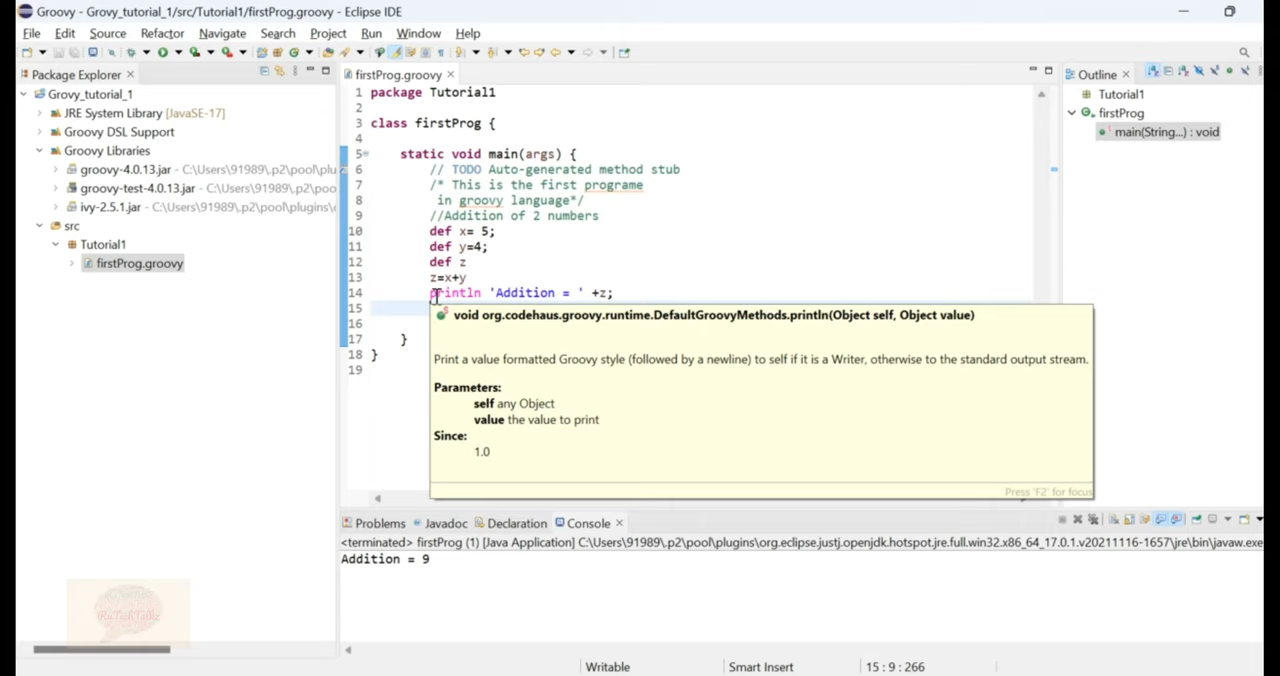 Groovy - Grovy_tutorial_1/src/Tutorial1/firstProg.groovy - Eclipse IDE
File Edit Source Refactor Navigate Search Project Run Window Help
Package Explorer
Grovy_tutorial_1
JRE System Library [JavaSE-17]
Groovy DSL Support
Groovy Libraries
groovy-4.0.13.jar - C:\Users\91989\.p2\pool\plu
groovy-test-4.0.13.jar - C:\Users\91989\.p2\poo
ivy-2.5.1.jar - C:\Users\91989\.p2\pool\plugins\
src
Tutorial1
firstProg.groovy
firstProg.groovy
1 package Tutorial1
2
3 class firstProg {
4
5 static void main(args) {
6 // TODO Auto-generated method stub
7 /* This is the first programe
8 in groovy language*/
9 //Addition of 2 numbers
10 def x= 5;
11 def y=4;
12 def z
13 z=x+y
14 println 'Addition = ' +z;
15
16
17 }
18 }
19
void org.codehaus.groovy.runtime.DefaultGroovyMethods.println(Object self, Object value)
Print a value formatted Groovy style (followed by a newline) to self if it is a Writer, otherwise to the standard output stream.
Parameters:
self any Object
value the value to print
Since:
1.0
Press 'F2' for focus
Outline
Tutorial1
firstProg
main(String...) : void
Problems Javadoc Declaration Console
<terminated> firstProg (1) [Java Application] C:\Users\91989\.p2\pool\plugins\org.eclipse.justj.openjdk.hotspot.jre.full.win32.x86_64_17.0.1.v20211116-1657\jre\bin\javaw.exe
Addition = 9
Writable Smart Insert 15 : 9 : 266